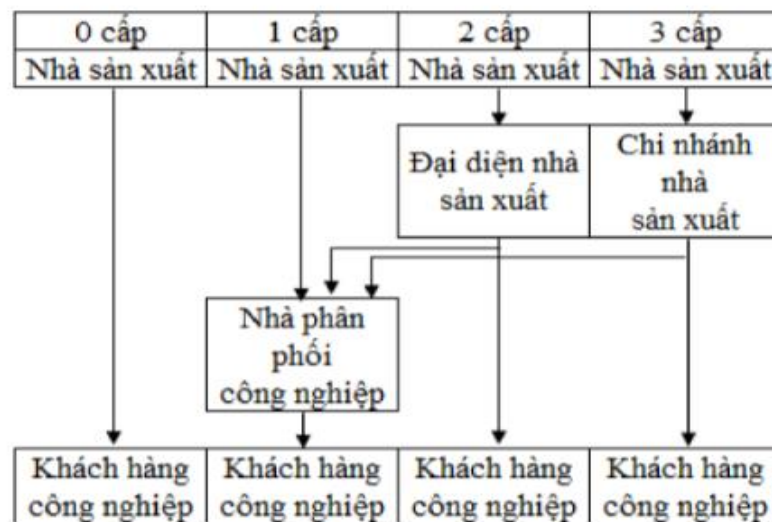 0 cấp
1 cấp
2 cấp
3 cấp
Nhà sản xuất
Nhà sản xuất
Nhà sản xuất
Nhà sản xuất
Đại diện nhà
sản xuất
Chi nhánh
nhà
sản xuất
Nhà phân
phối
công nghiệp
Khách hàng
công nghiệp
Khách hàng
công nghiệp
Khách hàng
công nghiệp
Khách hàng
công nghiệp